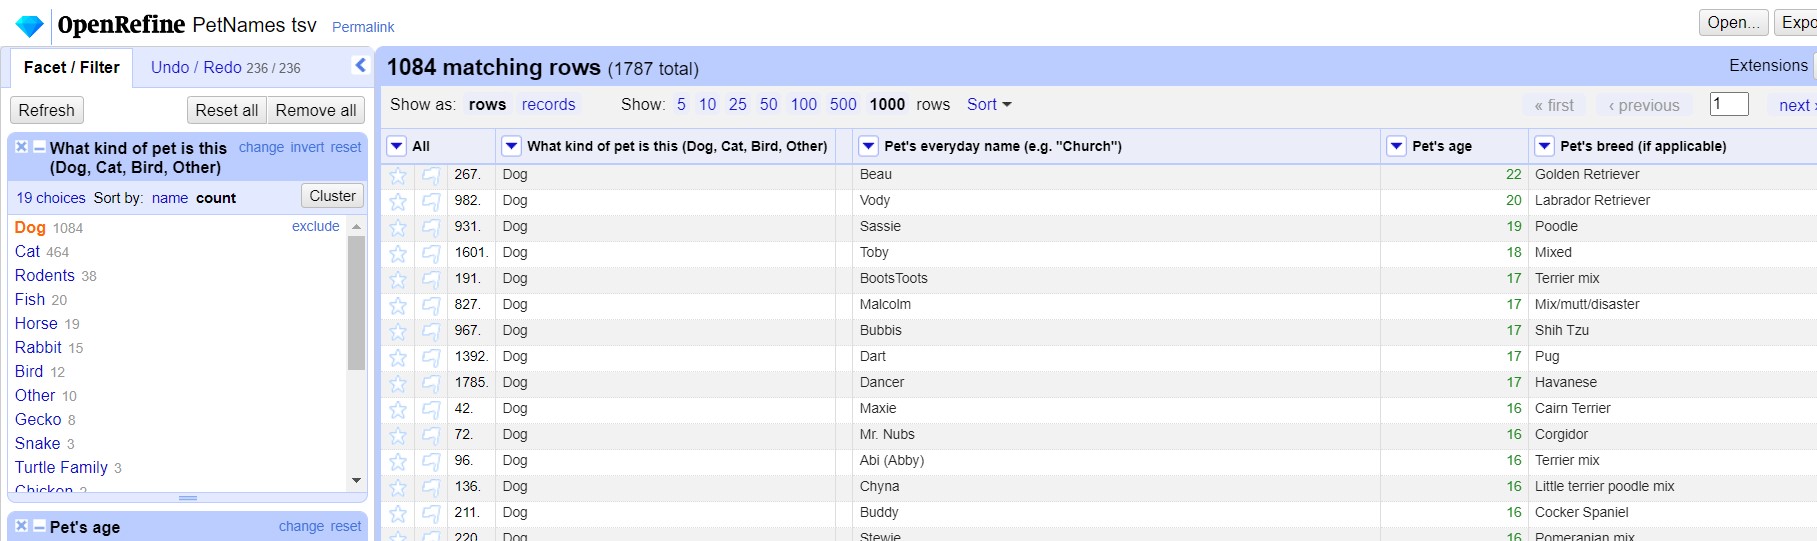 OpenRefine PetNames tsv Permalink Open...
Facet / Filter Undo / Redo 236 / 236
1084 matching rows (1787 total) Extensions
Refresh Reset all Remove all
Show as: rows records Show: 5 10 25 50 100 500 1000 rows Sort « first ‹ previous 1 next ›
What kind of pet is this (Dog, Cat, Bird, Other) change invert reset
19 choices Sort by: name count Cluster
Dog 1084 exclude
Cat 464
Rodents 38
Fish 20
Horse 19
Rabbit 15
Bird 12
Other 10
Gecko 8
Snake 3
Turtle Family 3
Chicken 2
Pet's age change reset
All What kind of pet is this (Dog, Cat, Bird, Other) Pet's everyday name (e.g. "Church") Pet's age Pet's breed (if applicable)
267. Dog Beau 22 Golden Retriever
982. Dog Vody 20 Labrador Retriever
931. Dog Sassie 19 Poodle
1601. Dog Toby 18 Mixed
191. Dog BootsToots 17 Terrier mix
827. Dog Malcolm 17 Mix/mutt/disaster
967. Dog Bubbis 17 Shih Tzu
1392. Dog Dart 17 Pug
1785. Dog Dancer 17 Havanese
42. Dog Maxie 16 Cairn Terrier
72. Dog Mr. Nubs 16 Corgidor
96. Dog Abi (Abby) 16 Terrier mix
136. Dog Chyna 16 Little terrier poodle mix
211. Dog Buddy 16 Cocker Spaniel
220. Dog Stewie 16 Pomeranian mix